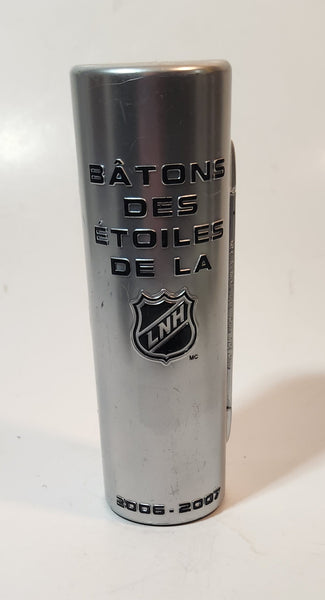 BÂTONS
DES
ÉTOILES
DE LA
LNH
MC
2006-2007